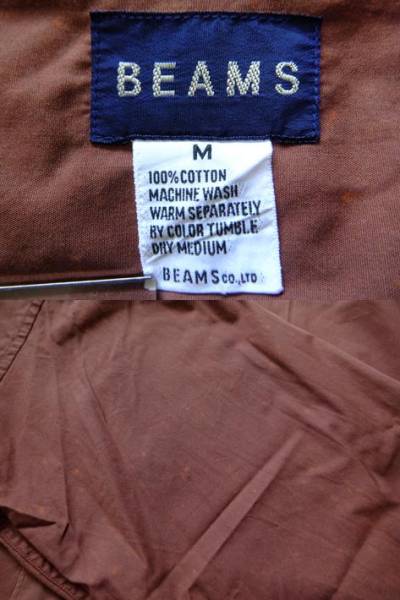 BEAMS
M
100% COTTON
MACHINE WASH
WARM SEPARATELY
BY COLOR TUMBLE
DRY MEDIUM
BEAMS CO.,LTD